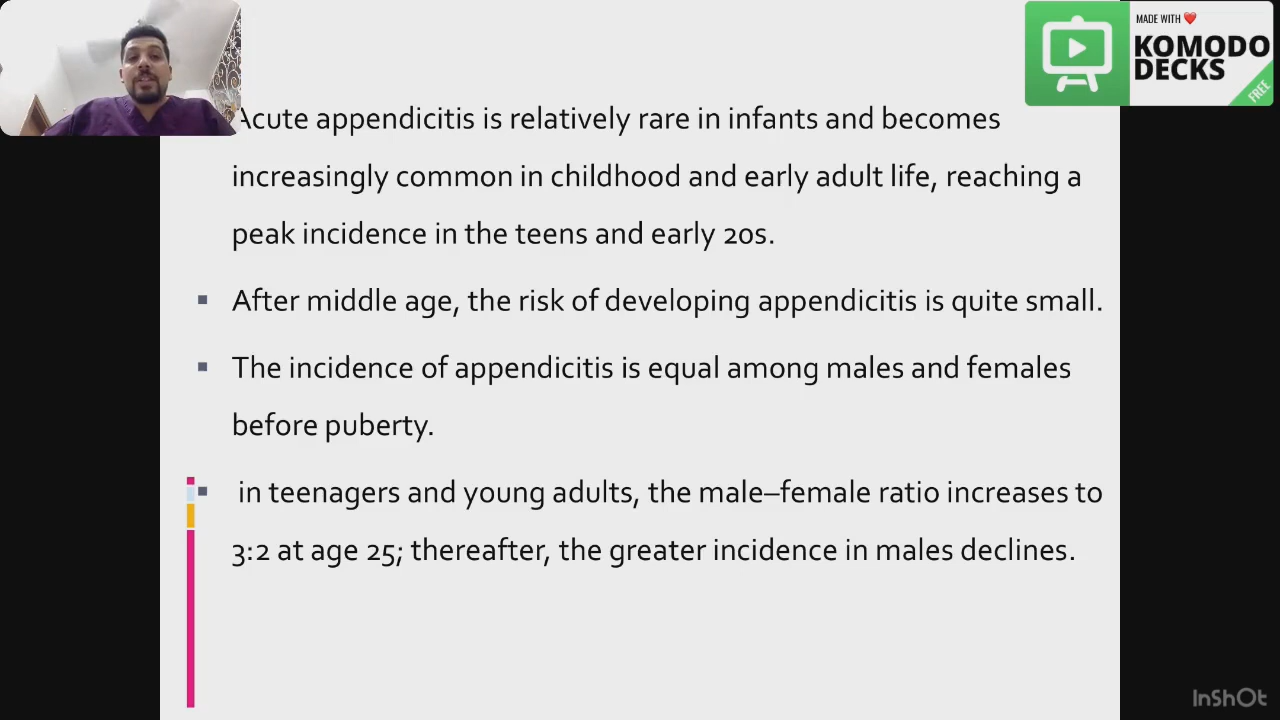 MADE WITH
KOMODO
DECKS
FREE
Acute appendicitis is relatively rare in infants and becomes
increasingly common in childhood and early adult life, reaching a
peak incidence in the teens and early 20s.
After middle age, the risk of developing appendicitis is quite small.
The incidence of appendicitis is equal among males and females
before puberty.
in teenagers and young adults, the male–female ratio increases to
3:2 at age 25; thereafter, the greater incidence in males declines.
InShOt